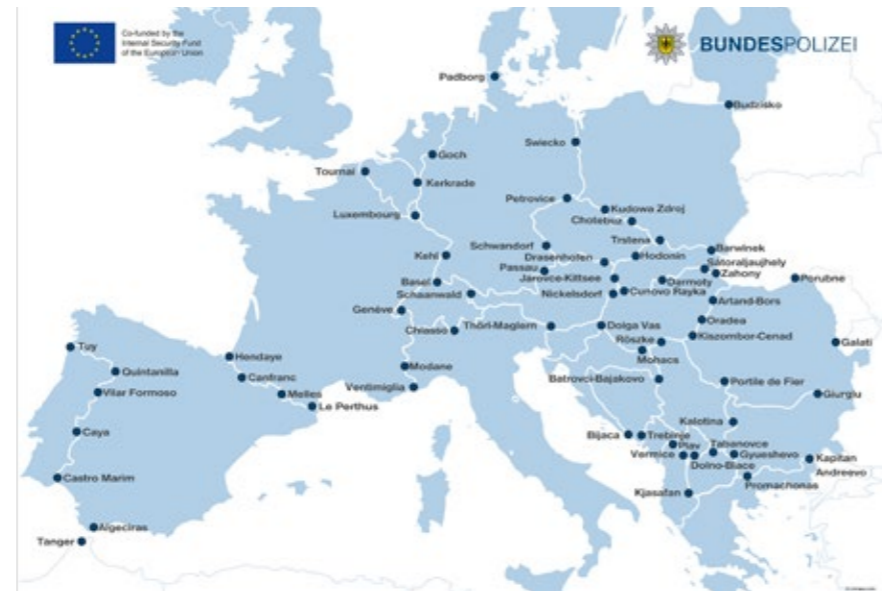 Co-funded by the
Internal Security Fund
of the European Union
BUNDESPOLIZEI
Padborg
Budzisko
Swiecko
Goch
Tournai
Kerkrade
Petrovice
Kudowa Zdroj
Luxembourg
Chotebuz
Trstena
Schwandorf
Barwinek
Kehl
Drasenhofen
Hodonin
Sátoraljaujhely
Passau
Zahony
Jarovce-Kittsee
Darmoty
Porubne
Basel
Schaanwald
Nickelsdorf
Cunovo Rayka
Artand-Bors
Genève
Oradea
Chiasso
Thörl-Maglern
Dolga Vas
Kiszombor-Cenad
Röszke
Galati
Tuy
Hendaye
Mohacs
Quintanilla
Canfranc
Modane
Batrovci-Bajakovo
Portile de Fier
Vilar Formoso
Melles
Ventimiglia
Giurgiu
Le Perthus
Kalotina
Caya
Bijaca
Trebinje
Plav
Tabanovce
Vermice
Gyueshevo
Kapitan
Andreevo
Dolno-Blace
Castro Marim
Promachonas
Kjasafan
Algeciras
Tanger